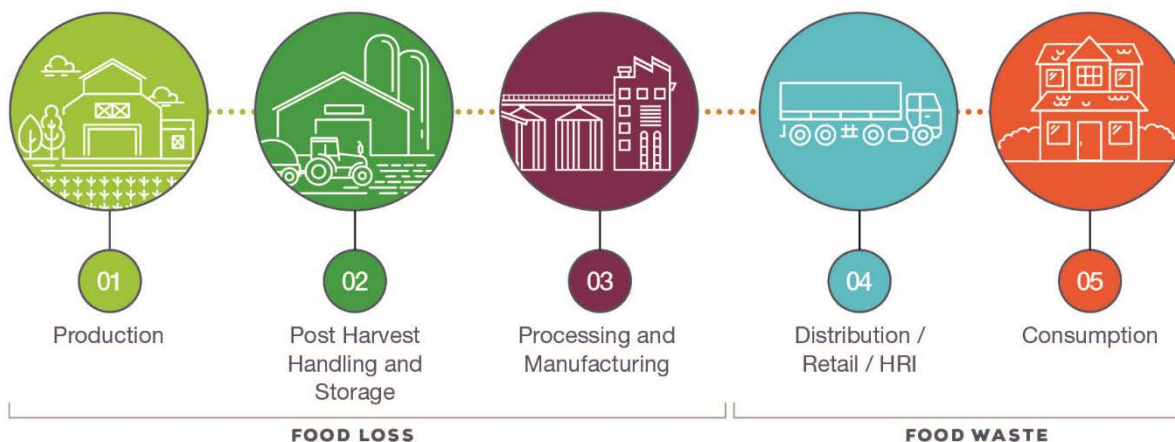 01
Production
02
Post Harvest
Handling and
Storage
03
Processing and
Manufacturing
04
Distribution /
Retail / HRI
05
Consumption
FOOD LOSS
FOOD WASTE